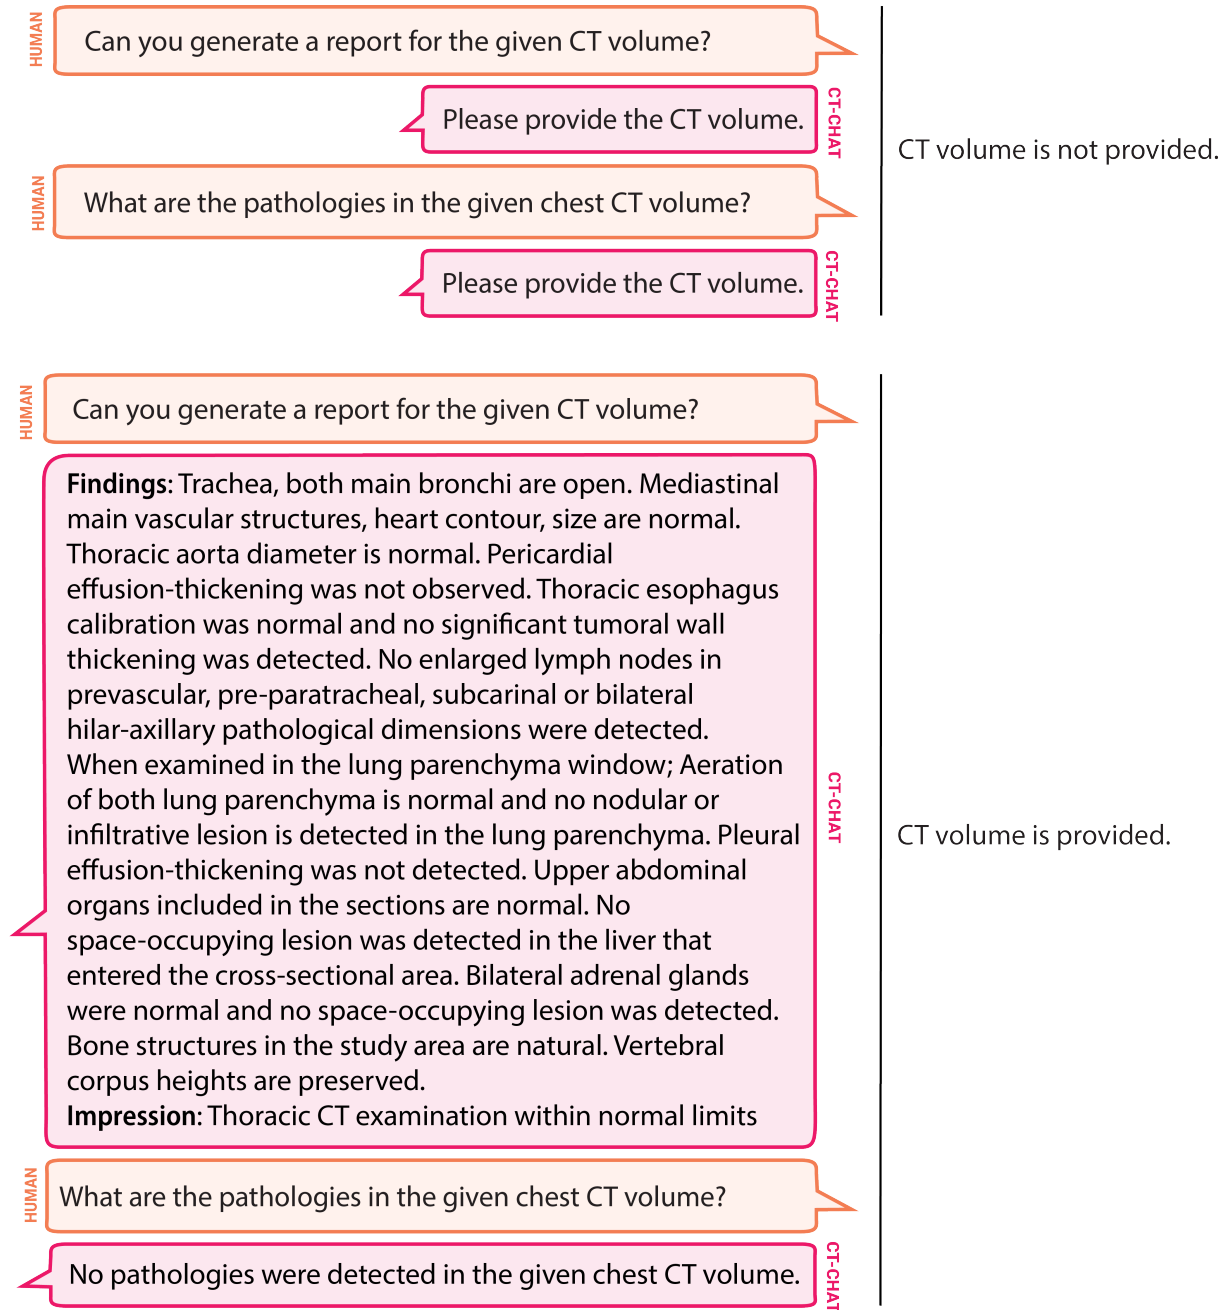 HUMAN
Can you generate a report for the given CT volume?
Please provide the CT volume.
CT-CHAT
CT volume is not provided.
HUMAN
What are the pathologies in the given chest CT volume?
Please provide the CT volume.
CT-CHAT
HUMAN
Can you generate a report for the given CT volume?
Findings: Trachea, both main bronchi are open. Mediastinal
main vascular structures, heart contour, size are normal.
Thoracic aorta diameter is normal. Pericardial
effusion-thickening was not observed. Thoracic esophagus
calibration was normal and no significant tumoral wall
thickening was detected. No enlarged lymph nodes in
prevascular, pre-paratracheal, subcarinal or bilateral
hilar-axillary pathological dimensions were detected.
When examined in the lung parenchyma window; Aeration
of both lung parenchyma is normal and no nodular or
infiltrative lesion is detected in the lung parenchyma. Pleural
effusion-thickening was not detected. Upper abdominal
organs included in the sections are normal. No
space-occupying lesion was detected in the liver that
entered the cross-sectional area. Bilateral adrenal glands
were normal and no space-occupying lesion was detected.
Bone structures in the study area are natural. Vertebral
corpus heights are preserved.
Impression: Thoracic CT examination within normal limits
CT-CHAT
CT volume is provided.
HUMAN
What are the pathologies in the given chest CT volume?
No pathologies were detected in the given chest CT volume.
CT-CHAT